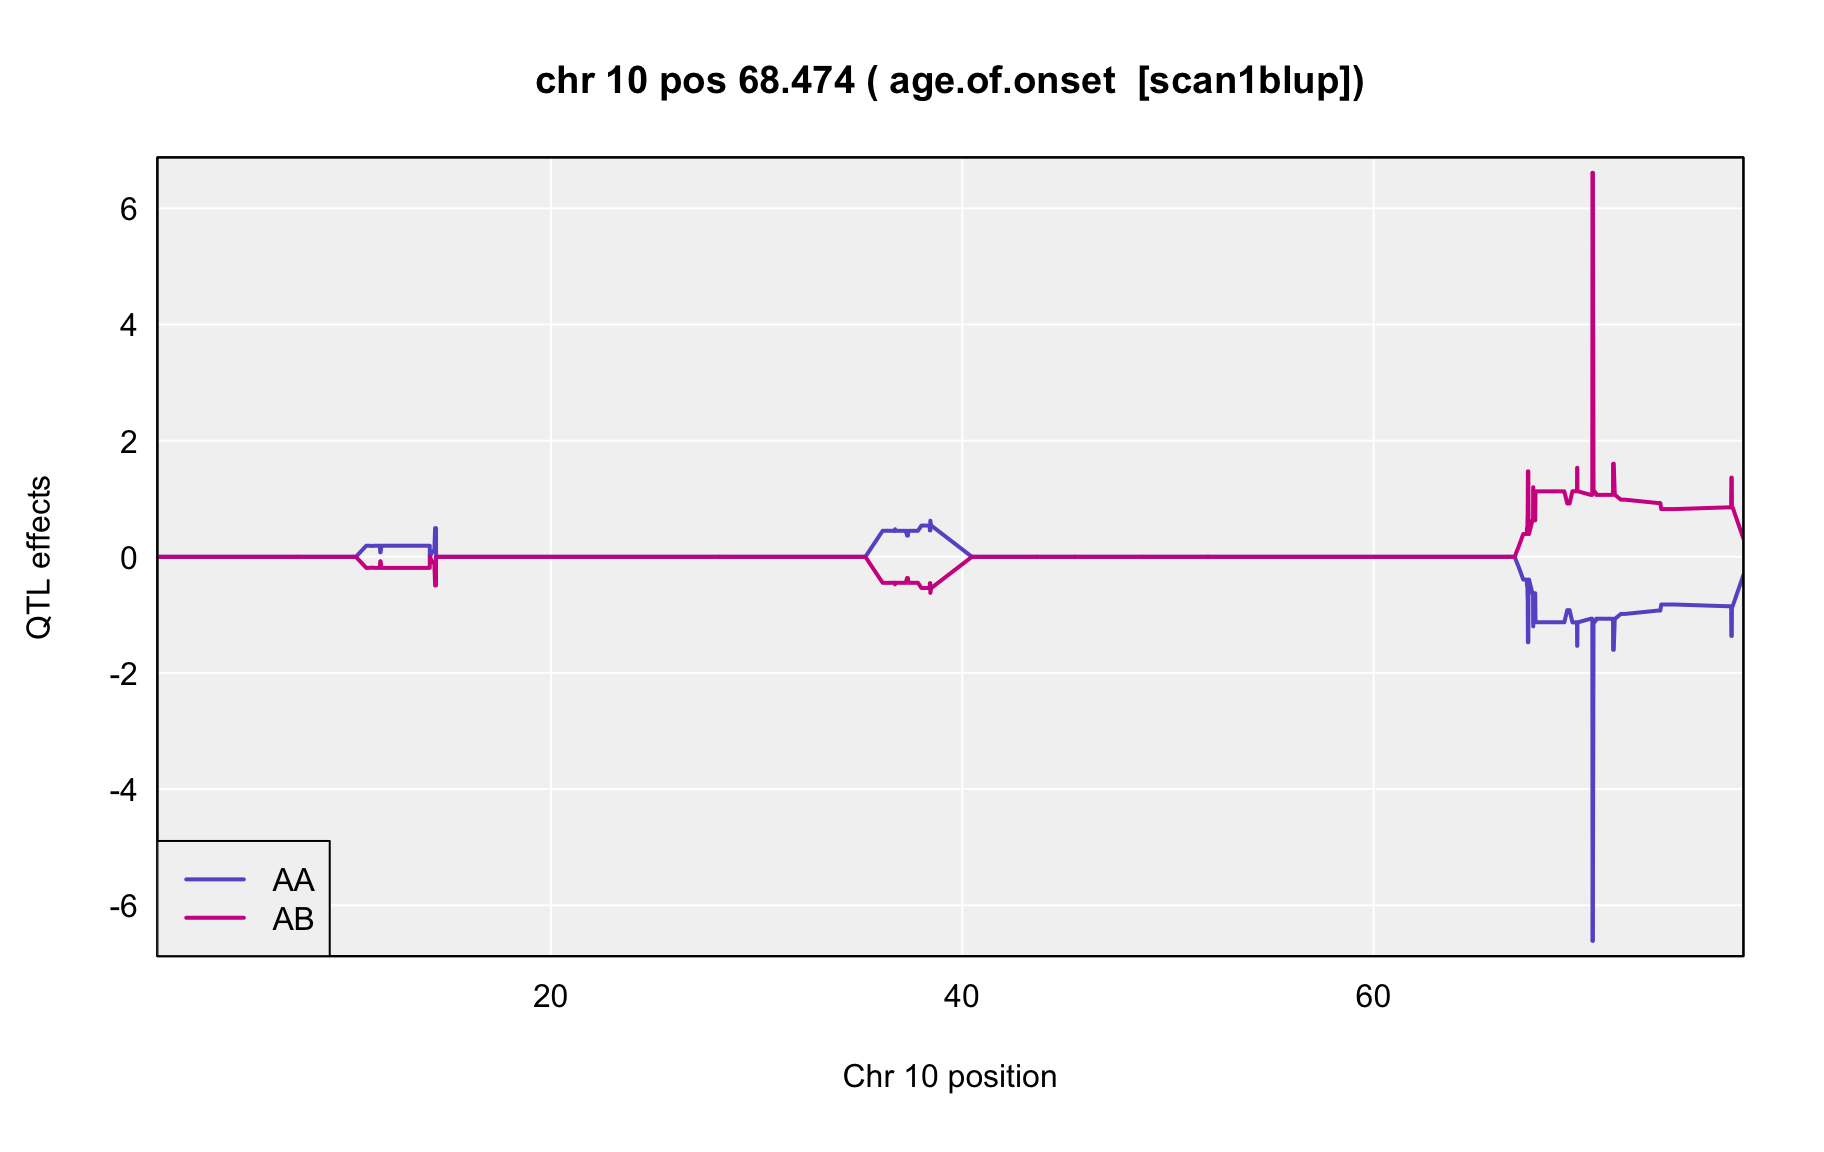 chr 10 pos 68.474 ( age.of.onset  [scan1blup])
QTL effects
6
4
2
0
-2
-4
-6
AA
AB
20 40 60
Chr 10 position